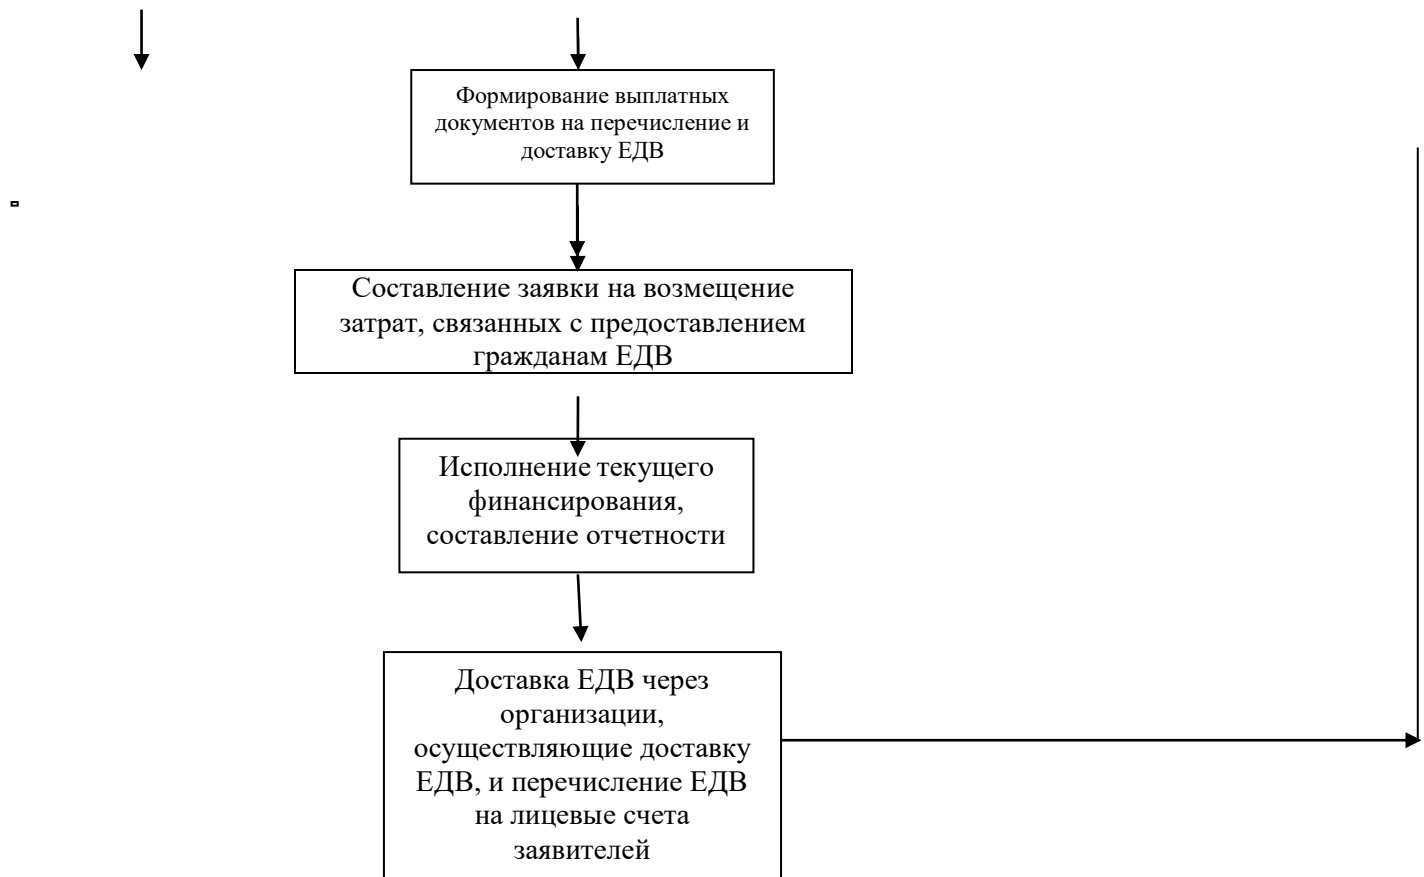 Формирование выплатных
документов на перечисление и
доставку ЕДВ
Составление заявки на возмещение
затрат, связанных с предоставлением
гражданам ЕДВ
Исполнение текущего
финансирования,
составление отчетности
Доставка ЕДВ через
организации,
осуществляющие доставку
ЕДВ, и перечисление ЕДВ
на лицевые счета
заявителей